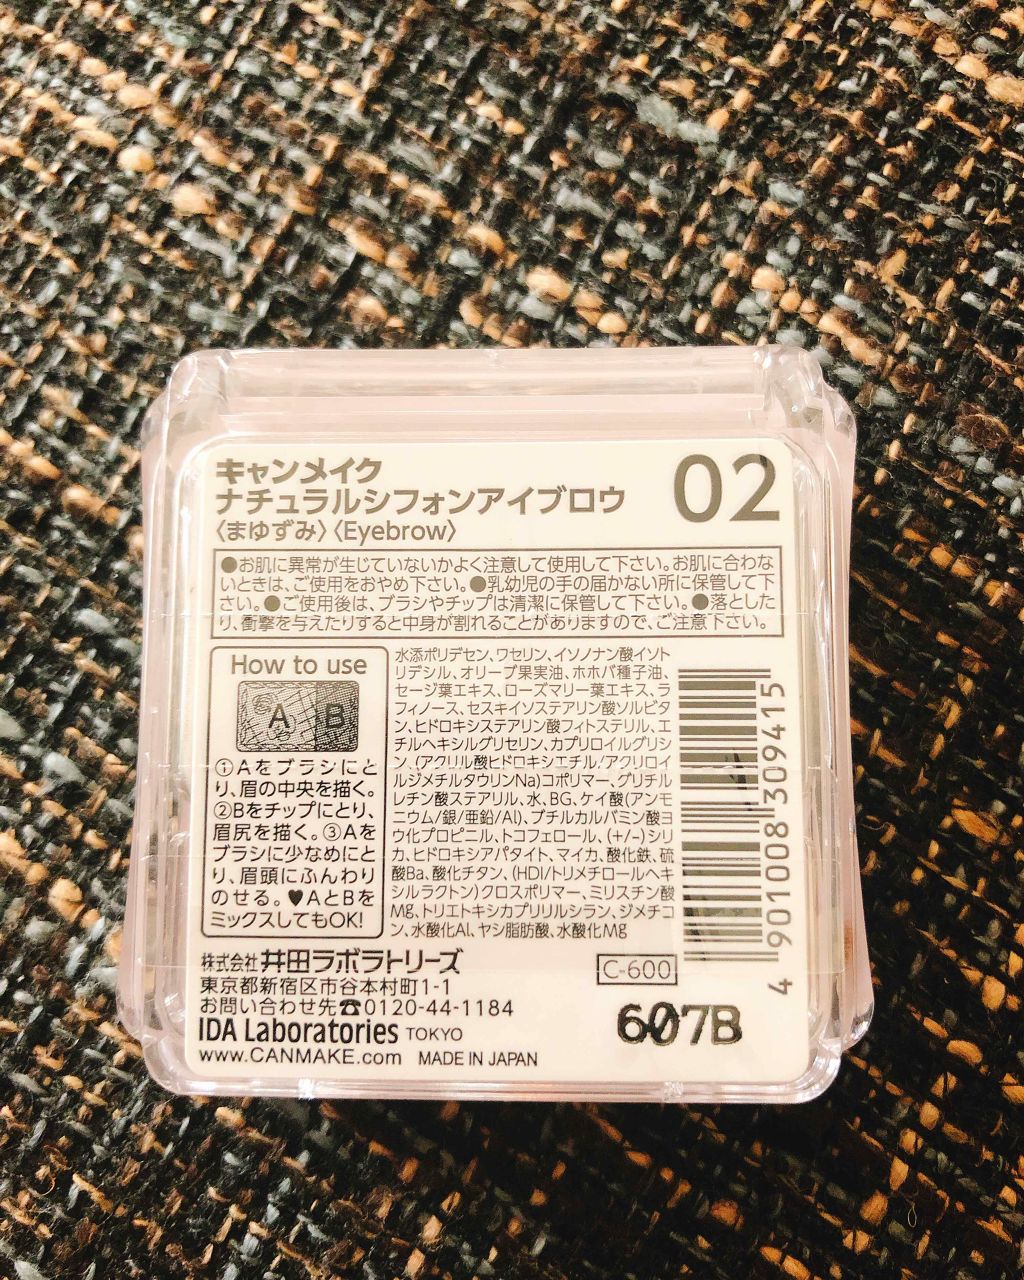 キャンメイク
ナチュラルシフォンアイブロウ
〈まゆずみ〉〈Eyebrow〉
02
●お肌に異常が生じていないかよく注意して使用して下さい。お肌に合わな
いときは、ご使用をおやめ下さい。●乳幼児の手の届かない所に保管して下
さい。●ご使用後は、ブラシやチップは清潔に保管して下さい。●落とした
り、衝撃を与えたりすると中身が割れることがありますので、ご注意下さい。
How to use
A B
①Aをブラシにと
り、眉の中央を描く。
②Bをチップにとり、
眉尻を描く。③Aを
ブラシに少なめにと
り、眉頭にふんわり
のせる。♥AとBを
ミックスしてもOK!
水添ポリデセン、ワセリン、イソノナン酸イソト
リデシル、オリーブ果実油、ホホバ種子油、
セージ葉エキス、ローズマリー葉エキス、ラ
フィノース、セスキイソステアリン酸ソルビタ
ン、ヒドロキシステアリン酸フィトステリル、エ
チルヘキシルグリセリン、カプリロイルグリシ
ン、(アクリル酸ヒドロキシエチル/アクリロイ
ルジメチルタウリンNa)コポリマー、グリチル
レチン酸ステアリル、水、BG、ケイ酸(アンモ
ニウム/銀/亜鉛/Al)、ブチルカルバミン酸ヨ
ウ化プロピニル、トコフェロール、(+/-)シリ
カ、ヒドロキシアパタイト、マイカ、酸化鉄、硫
酸Ba、酸化チタン、(HDI/トリメチロールヘキ
シルラクトン)クロスポリマー、ミリスチン酸
Mg、トリエトキシカプリリルシラン、ジメチコ
ン、水酸化Al、ヤシ脂肪酸、水酸化Mg
4 901008 309415
株式会社 井田ラボラトリーズ
東京都新宿区市谷本村町1-1
お問い合わせ先☎0120-44-1184
IDA Laboratories TOKYO
www.CANMAKE.com MADE IN JAPAN
C-600
607B